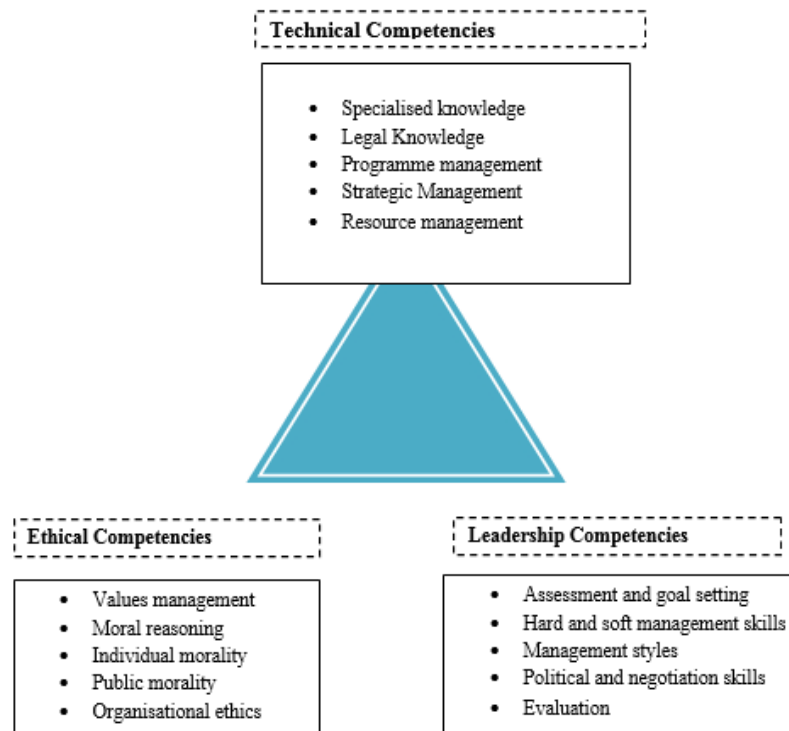 Technical Competencies
• Specialised knowledge
• Legal Knowledge
• Programme management
• Strategic Management
• Resource management
Ethical Competencies
• Values management
• Moral reasoning
• Individual morality
• Public morality
• Organisational ethics
Leadership Competencies
• Assessment and goal setting
• Hard and soft management skills
• Management styles
• Political and negotiation skills
• Evaluation